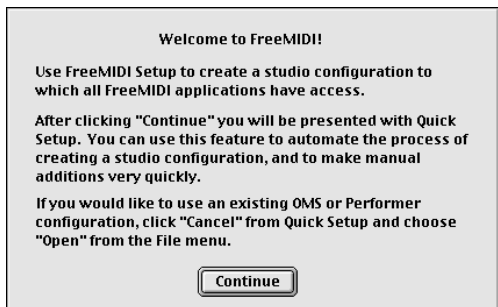 Welcome to FreeMIDI!
Use FreeMIDI Setup to create a studio configuration to
which all FreeMIDI applications have access.
After clicking "Continue" you will be presented with Quick
Setup. You can use this feature to automate the process of
creating a studio configuration, and to make manual
additions very quickly.
If you would like to use an existing OMS or Performer
configuration, click "Cancel" from Quick Setup and choose
"Open" from the File menu.
Continue